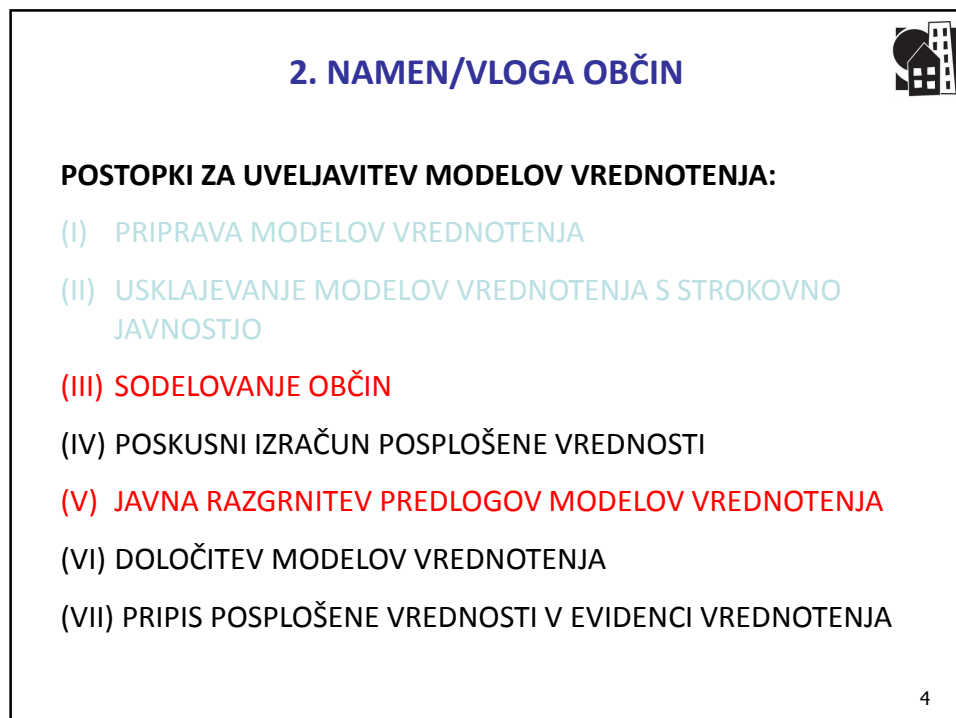 2. NAMEN/VLOGA OBČIN
POSTOPKI ZA UVELJAVITEV MODELOV VREDNOTENJA:
(I) PRIPRAVA MODELOV VREDNOTENJA
(II) USKLAJEVANJE MODELOV VREDNOTENJA S STROKOVNO
JAVNOSTJO
(III) SODELOVANJE OBČIN
(IV) POSKUSNI IZRAČUN POSPLOŠENE VREDNOSTI
(V) JAVNA RAZGRNITEV PREDLOGOV MODELOV VREDNOTENJA
(VI) DOLOČITEV MODELOV VREDNOTENJA
(VII) PRIPIS POSPLOŠENE VREDNOSTI V EVIDENCI VREDNOTENJA
4